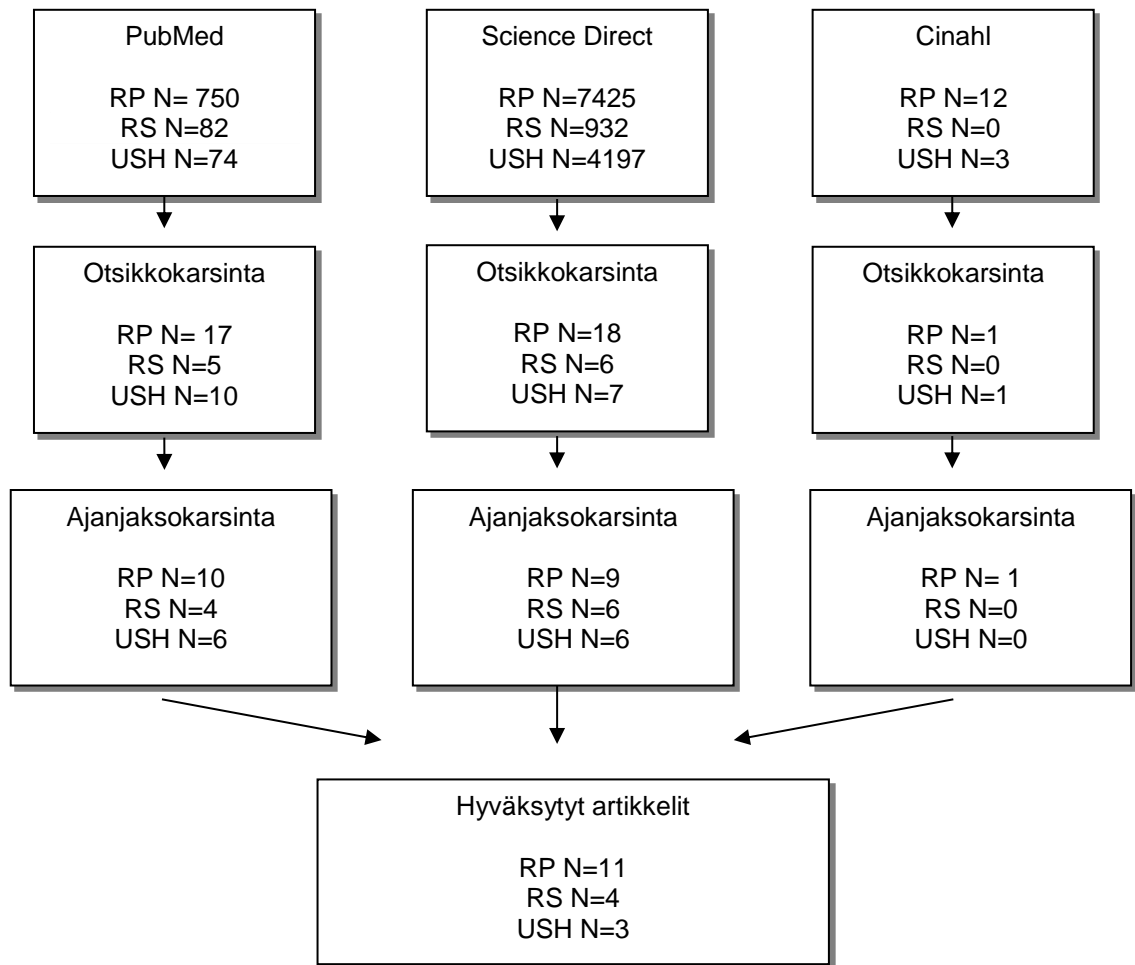 PubMed
RP N= 750
RS N=82
USH N=74
Science Direct
RP N=7425
RS N=932
USH N=4197
Cinahl
RP N=12
RS N=0
USH N=3
Otsikkokarsinta
RP N= 17
RS N=5
USH N=10
Otsikkokarsinta
RP N=18
RS N=6
USH N=7
Otsikkokarsinta
RP N=1
RS N=0
USH N=1
Ajanjaksokarsinta
RP N=10
RS N=4
USH N=6
Ajanjaksokarsinta
RP N=9
RS N=6
USH N=6
Ajanjaksokarsinta
RP N= 1
RS N=0
USH N=0
Hyväksytyt artikkelit
RP N=11
RS N=4
USH N=3